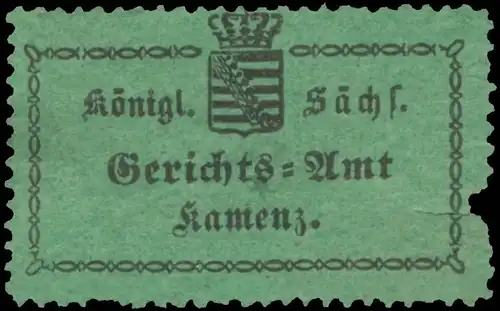 Königl. Sächſ.
Gerichts=Amt
Kamenz.